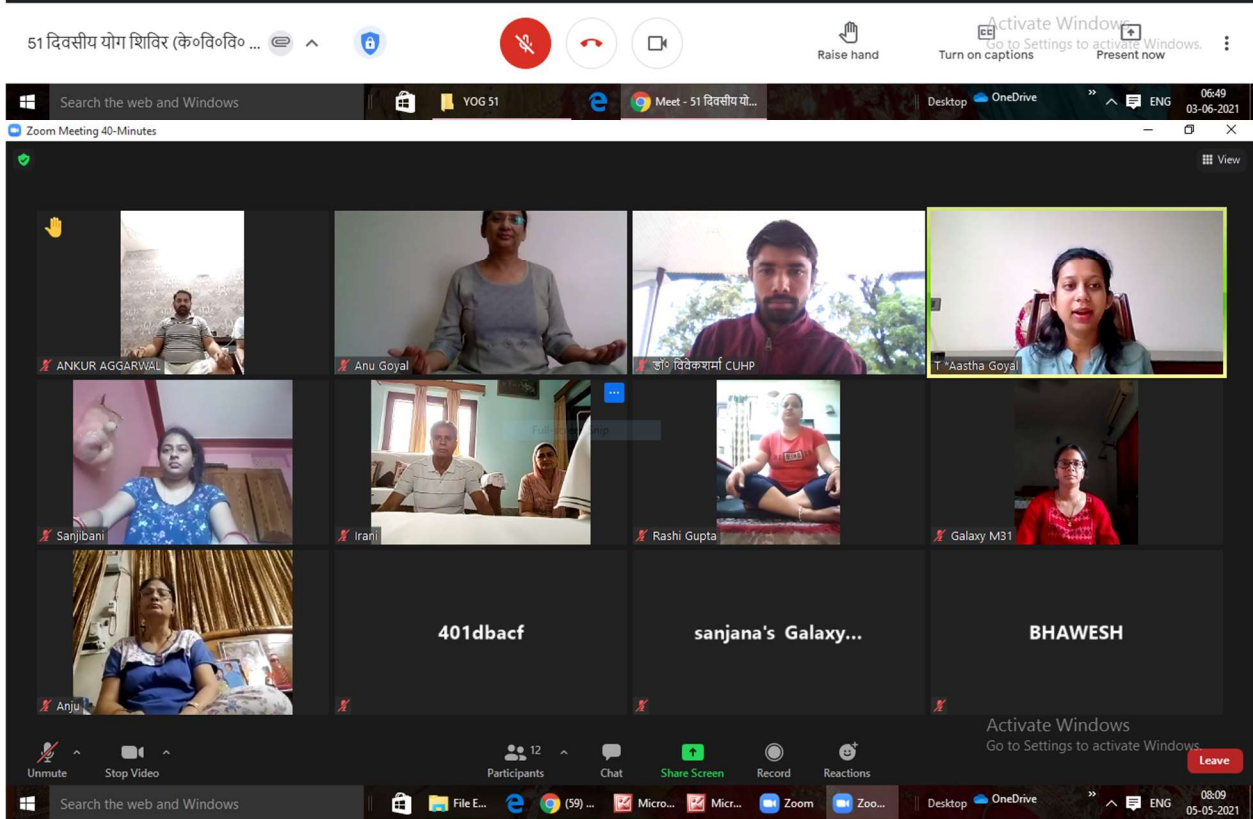 51 दिवसीय योग शिविर (के०वि०वि० ...
Raise hand
Turn on captions
Present now
Activate Windows
Go to Settings to activate Windows.
Search the web and Windows
YOG 51
Meet - 51 दिवसीय यो...
Desktop
OneDrive
»
ENG
06:49
03-06-2021
Zoom Meeting 40-Minutes
View
ANKUR AGGARWAL
Anu Goyal
डॉ० विवेकशर्मा CUHP
T *Aastha Goyal
Sanjibani
Irani
Rashi Gupta
Galaxy M31
Anju
401dbacf
sanjana's Galaxy...
BHAWESH
Activate Windows
Go to Settings to activate Windows.
Unmute
Stop Video
12
Participants
Chat
Share Screen
Record
Reactions
Leave
Search the web and Windows
File E...
(59) ...
Micro...
Micr...
Zoom
Zoo...
Desktop
OneDrive
»
ENG
08:09
05-05-2021